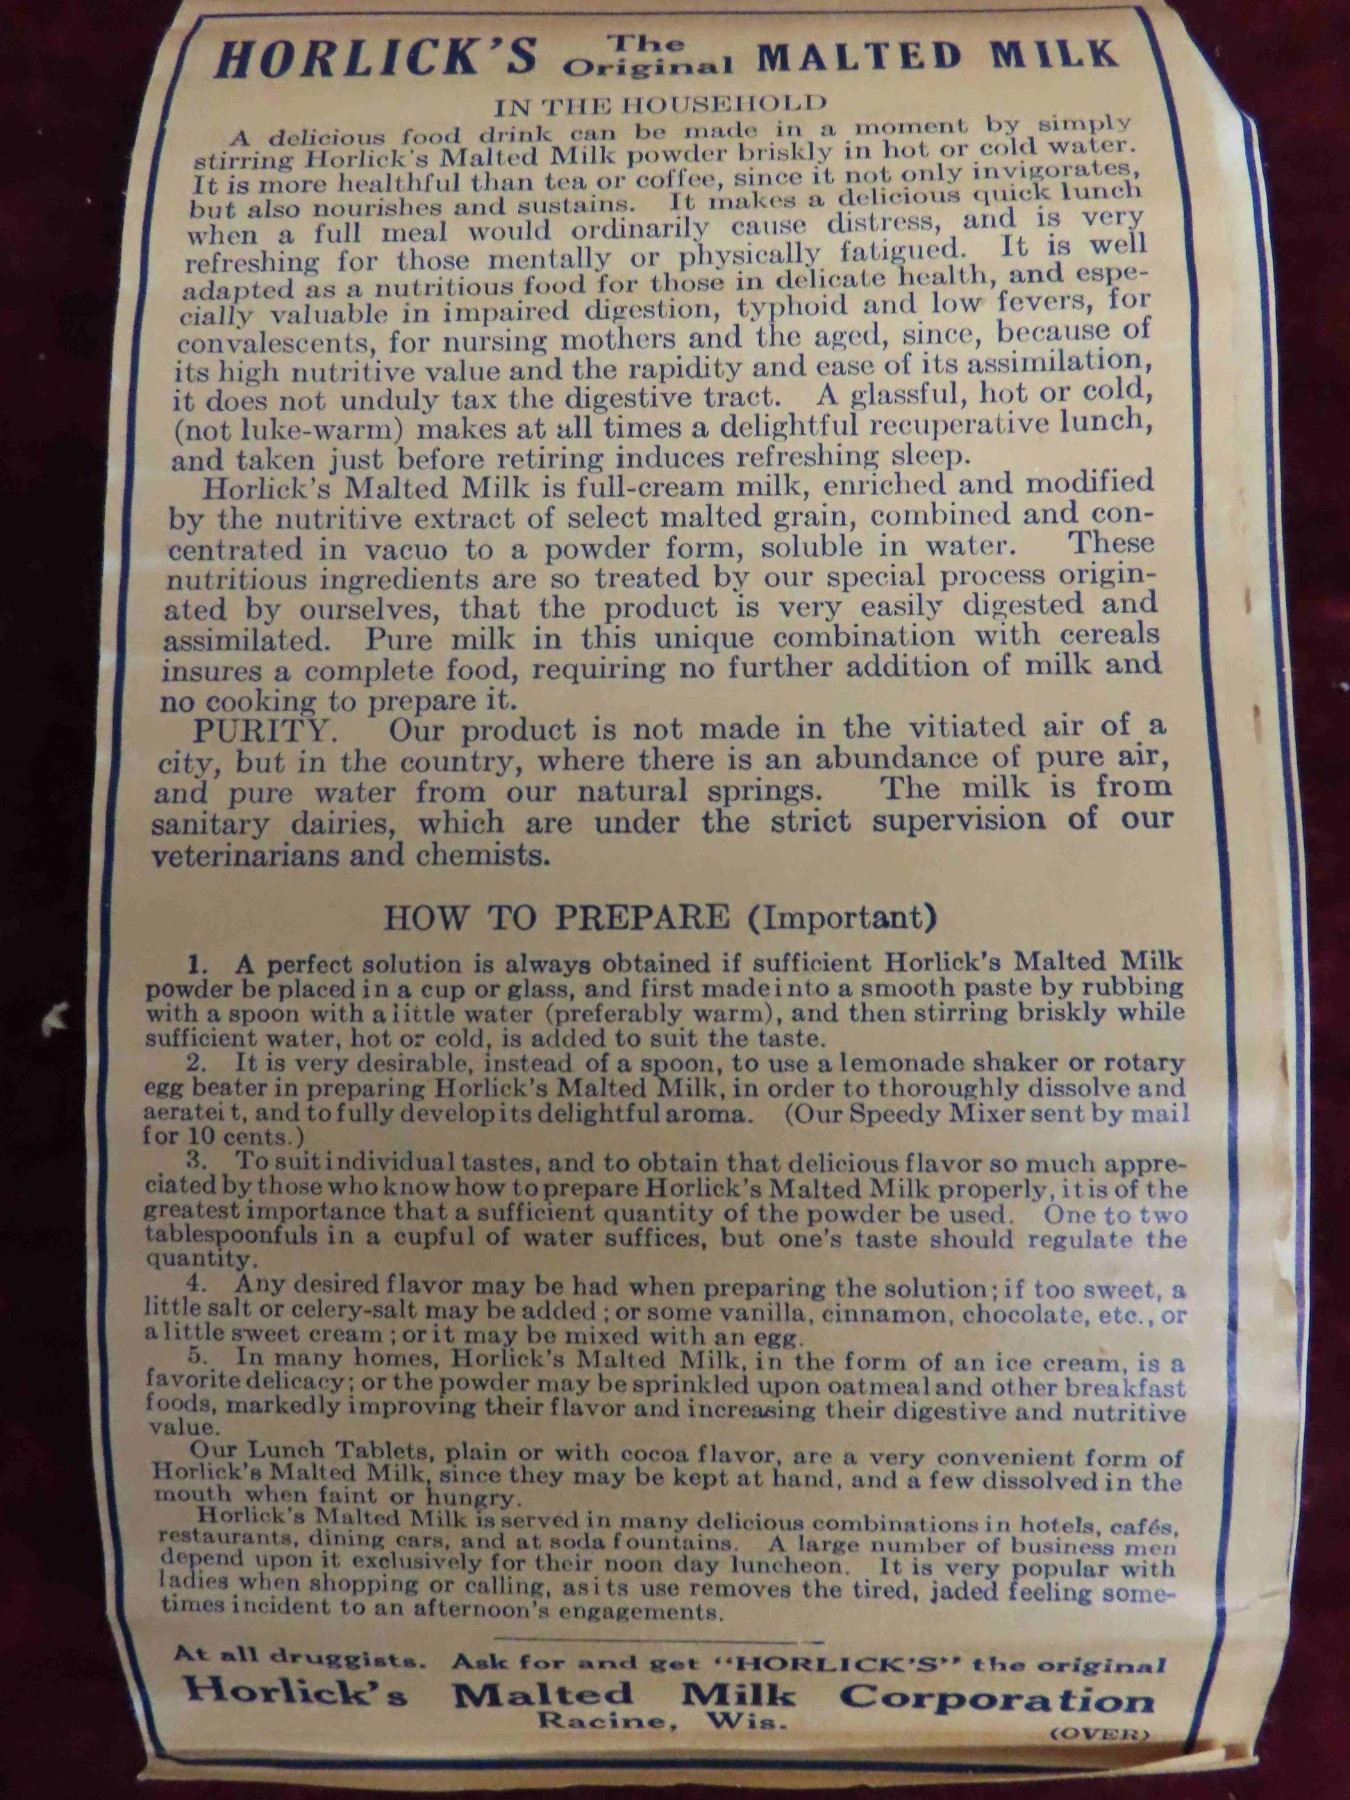 HORLICK'S The Original MALTED MILK
IN THE HOUSEHOLD
A delicious food drink can be made in a moment by simply
stirring Horlick's Malted Milk powder briskly in hot or cold water.
It is more healthful than tea or coffee, since it not only invigorates,
but also nourishes and sustains. It makes a delicious quick lunch
when a full meal would ordinarily cause distress, and is very
refreshing for those mentally or physically fatigued. It is well
adapted as a nutritious food for those in delicate health, and espe-
cially valuable in impaired digestion, typhoid and low fevers, for
convalescents, for nursing mothers and the aged, since, because of
its high nutritive value and the rapidity and ease of its assimilation,
it does not unduly tax the digestive tract. A glassful, hot or cold,
(not luke-warm) makes at all times a delightful recuperative lunch,
and taken just before retiring induces refreshing sleep.
Horlick's Malted Milk is full-cream milk, enriched and modified
by the nutritive extract of select malted grain, combined and con-
centrated in vacuo to a powder form, soluble in water. These
nutritious ingredients are so treated by our special process origin-
ated by ourselves, that the product is very easily digested and
assimilated. Pure milk in this unique combination with cereals
insures a complete food, requiring no further addition of milk and
no cooking to prepare it.
PURITY. Our product is not made in the vitiated air of a
city, but in the country, where there is an abundance of pure air,
and pure water from our natural springs. The milk is from
sanitary dairies, which are under the strict supervision of our
veterinarians and chemists.
HOW TO PREPARE (Important)
1. A perfect solution is always obtained if sufficient Horlick's Malted Milk
powder be placed in a cup or glass, and first made into a smooth paste by rubbing
with a spoon with a little water (preferably warm), and then stirring briskly while
sufficient water, hot or cold, is added to suit the taste.
2. It is very desirable, instead of a spoon, to use a lemonade shaker or rotary
egg beater in preparing Horlick's Malted Milk, in order to thoroughly dissolve and
aerate it, and to fully develop its delightful aroma. (Our Speedy Mixer sent by mail
for 10 cents.)
3. To suit individual tastes, and to obtain that delicious flavor so much appre-
ciated by those who know how to prepare Horlick's Malted Milk properly, it is of the
greatest importance that a sufficient quantity of the powder be used. One to two
tablespoonfuls in a cupful of water suffices, but one's taste should regulate the
quantity.
4. Any desired flavor may be had when preparing the solution; if too sweet, a
little salt or celery-salt may be added; or some vanilla, cinnamon, chocolate, etc., or
a little sweet cream; or it may be mixed with an egg.
5. In many homes, Horlick's Malted Milk, in the form of an ice cream, is a
favorite delicacy; or the powder may be sprinkled upon oatmeal and other breakfast
foods, markedly improving their flavor and increasing their digestive and nutritive
value.
Our Lunch Tablets, plain or with cocoa flavor, are a very convenient form of
Horlick's Malted Milk, since they may be kept at hand, and a few dissolved in the
mouth when faint or hungry.
Horlick's Malted Milk is served in many delicious combinations in hotels, cafés,
restaurants, dining cars, and at soda fountains. A large number of business men
depend upon it exclusively for their noon day luncheon. It is very popular with
ladies when shopping or calling, as its use removes the tired, jaded feeling some-
times incident to an afternoon's engagements.
At all druggists. Ask for and get "HORLICK'S" the original
Horlick's Malted Milk Corporation
Racine, Wis.
(OVER)